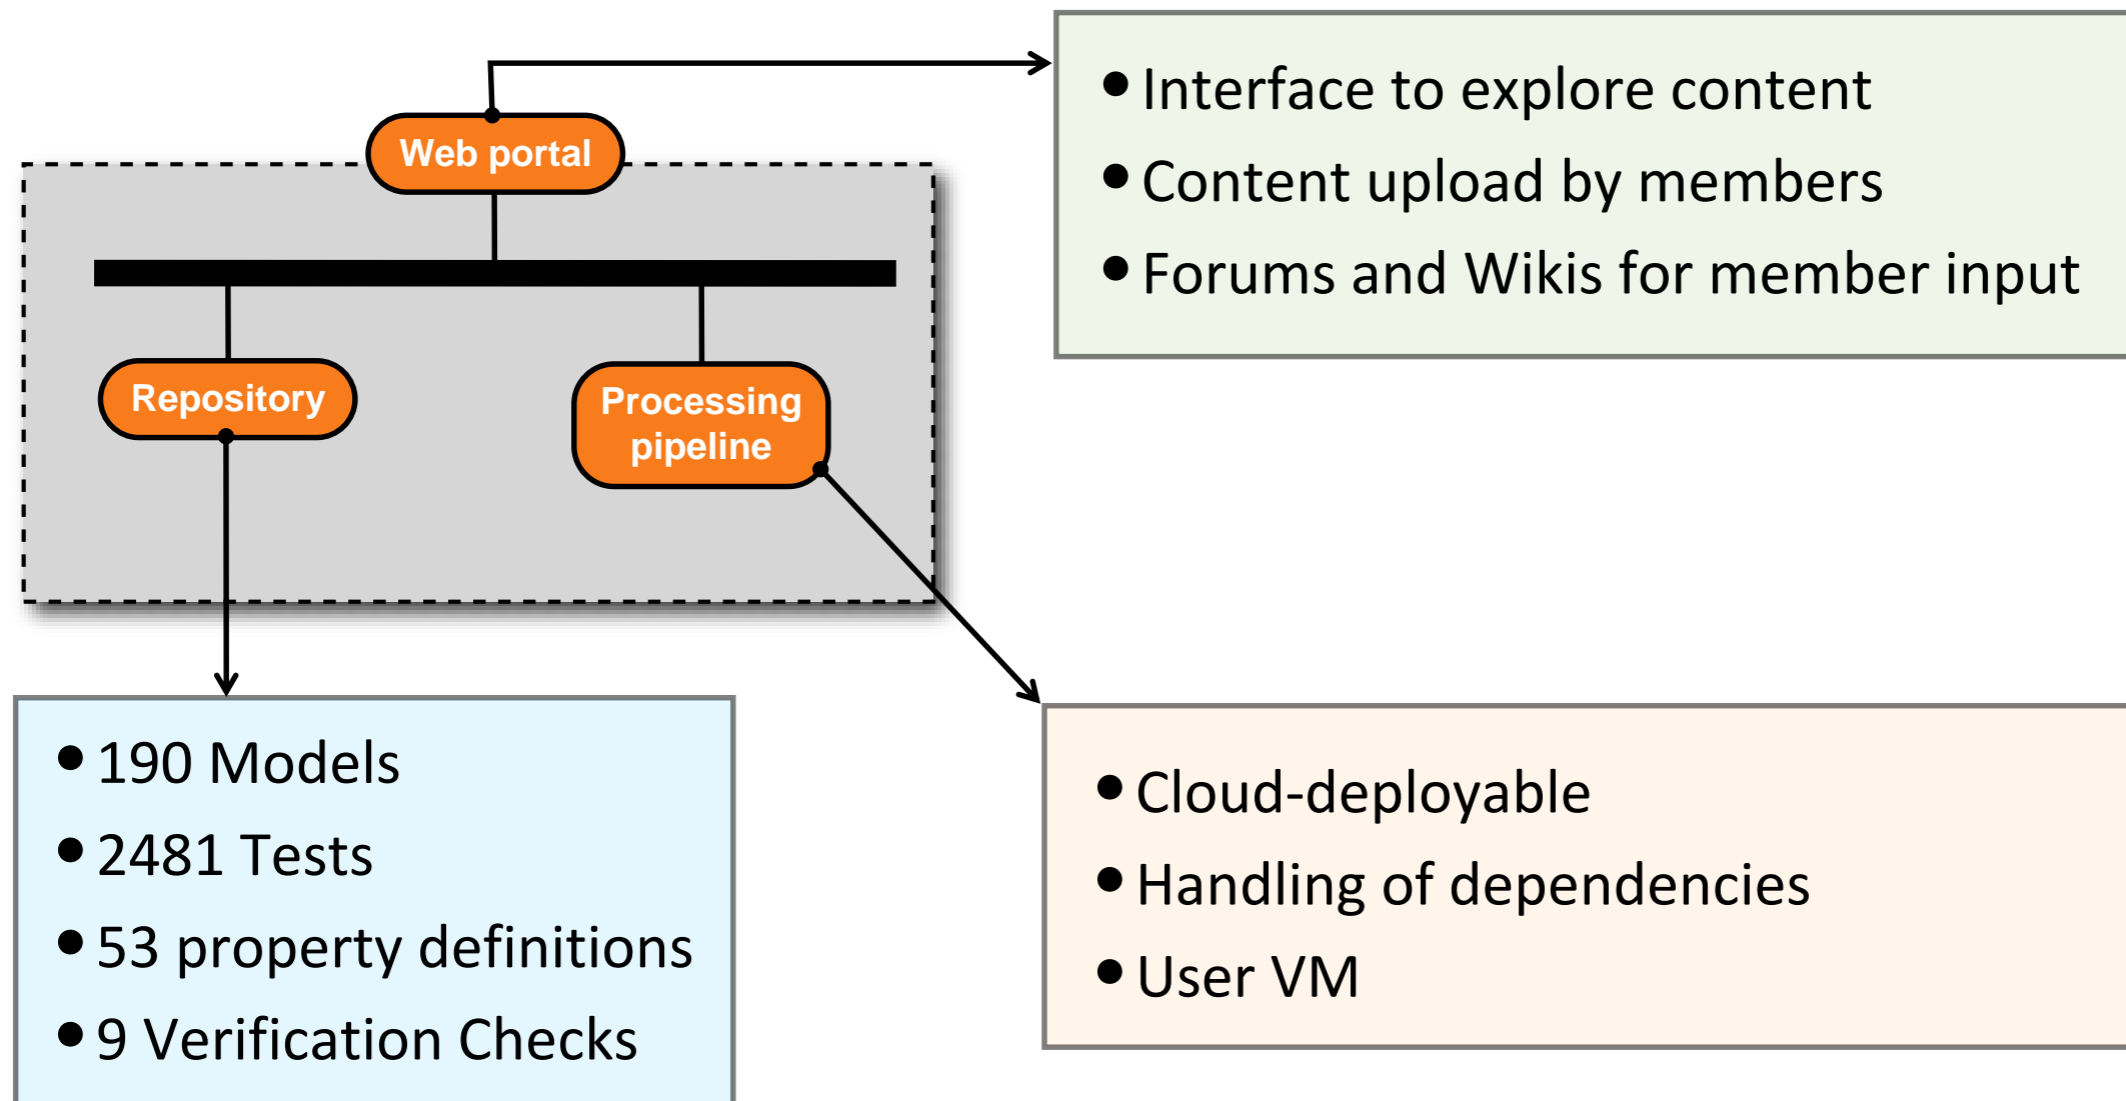 Web portal
Repository
Processing
pipeline
• Interface to explore content
• Content upload by members
• Forums and Wikis for member input
• 190 Models
• 2481 Tests
• 53 property definitions
• 9 Verification Checks
• Cloud-deployable
• Handling of dependencies
• User VM